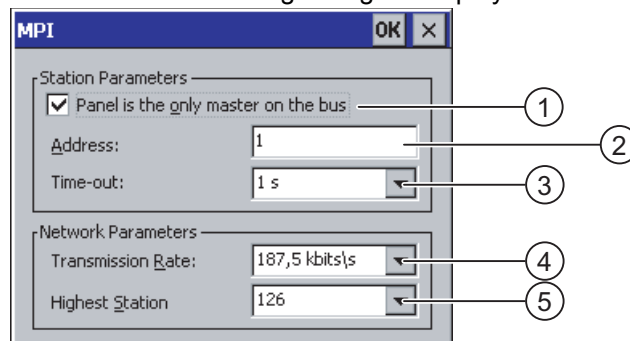 MPI OK ×
Station Parameters
Panel is the only master on the bus 1
Address: 1 2
Time-out: 1 s 3
Network Parameters
Transmission Rate: 187,5 kbits\s 4
Highest Station 126 5